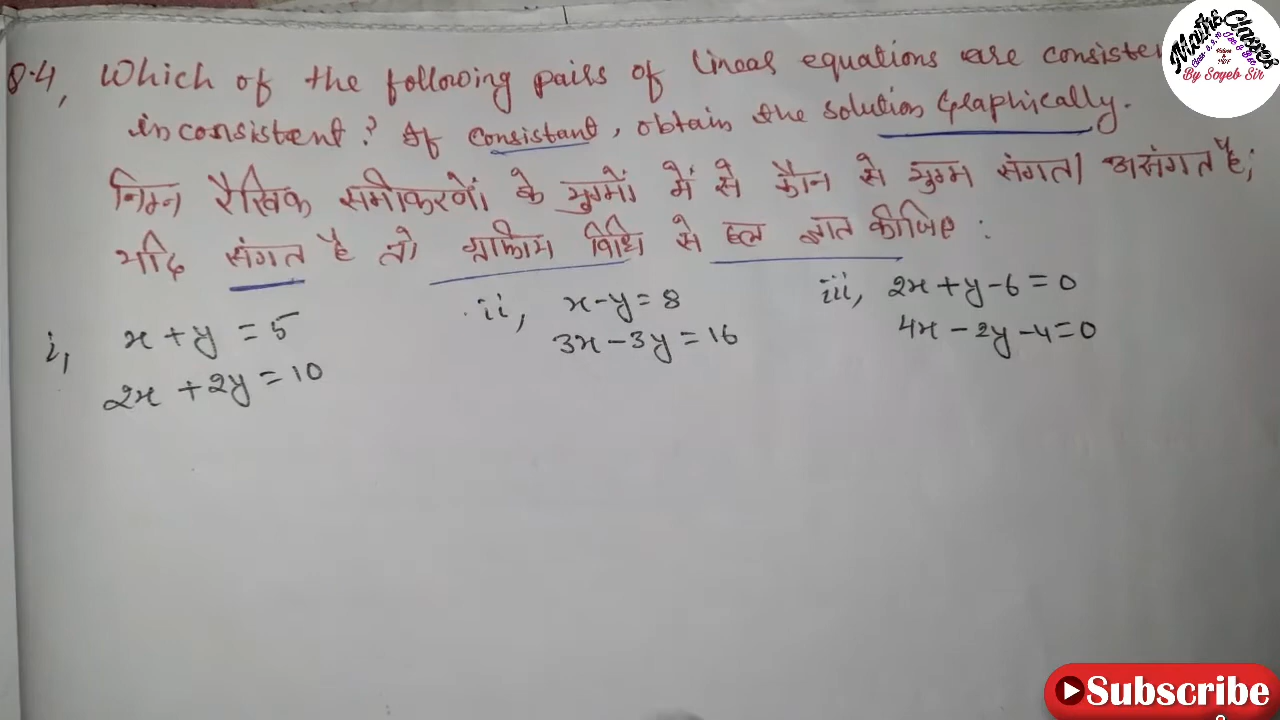 Q.4, Which of the following pairs of linear equations are consisten
inconsistent? If consistant, obtain the solution Graphically.
निम्न रैखिक समीकरणों के युग्मों में से कौन से युग्म संगत/असंगत है;
यदि संगत है तो ग्राफिय विधि से हल ज्ञात कीजिए :
i, x + y = 5
2x + 2y = 10
ii, x - y = 8
3x - 3y = 16
iii, 2x + y - 6 = 0
4x - 2y - 4 = 0
Maths Classes
By Soyeb Sir
Subscribe